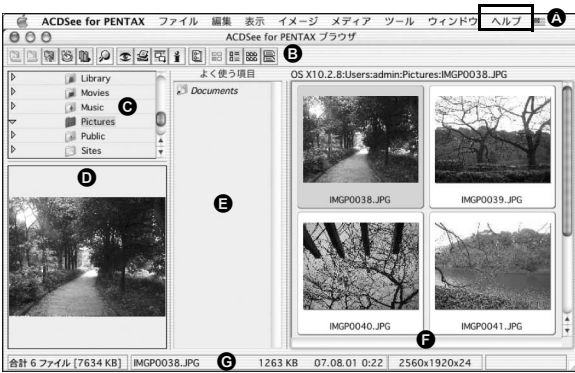 ACDSee for PENTAX ファイル 編集 表示 イメージ メディア ツール ウィンドウ ヘルプ A
ACDSee for PENTAX ブラウザ
B
Library
Movies
Music
Pictures
Public
Sites
C
よく使う項目
Documents
OS X10.2.8:Users:admin:Pictures:IMGP0038.JPG
D
E
IMGP0038.JPG
IMGP0039.JPG
IMGP0040.JPG
IMGP0041.JPG
F
合計 6 ファイル [7634 KB] IMGP0038.JPG G 1263 KB 07.08.01 0:22 2560x1920x24